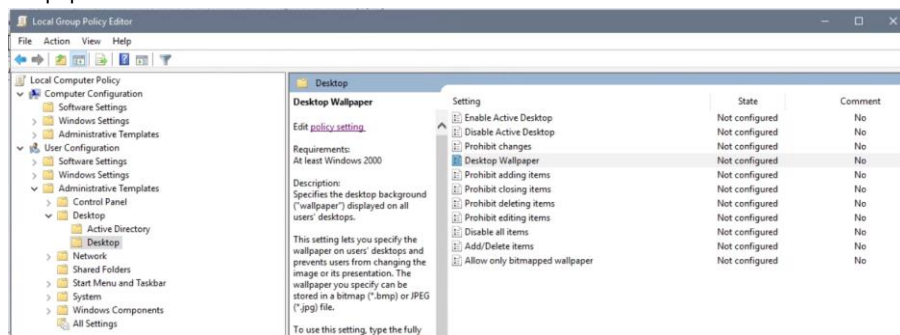 Local Group Policy Editor
File Action View Help
Local Computer Policy
Computer Configuration
Software Settings
Windows Settings
Administrative Templates
User Configuration
Software Settings
Windows Settings
Administrative Templates
Control Panel
Desktop
Active Directory
Desktop
Network
Shared Folders
Start Menu and Taskbar
System
Windows Components
All Settings
Desktop
Desktop Wallpaper
Edit policy setting
Requirements:
At least Windows 2000
Description:
Specifies the desktop background
("wallpaper") displayed on all
users' desktops.
This setting lets you specify the
wallpaper on users' desktops and
prevents users from changing the
image or its presentation. The
wallpaper you specify can be
stored in a bitmap (*.bmp) or JPEG
(*.jpg) file.
To use this setting, type the fully
Setting State Comment
Enable Active Desktop Not configured No
Disable Active Desktop Not configured No
Prohibit changes Not configured No
Desktop Wallpaper Not configured No
Prohibit adding items Not configured No
Prohibit closing items Not configured No
Prohibit deleting items Not configured No
Prohibit editing items Not configured No
Disable all items Not configured No
Add/Delete items Not configured No
Allow only bitmapped wallpaper Not configured No